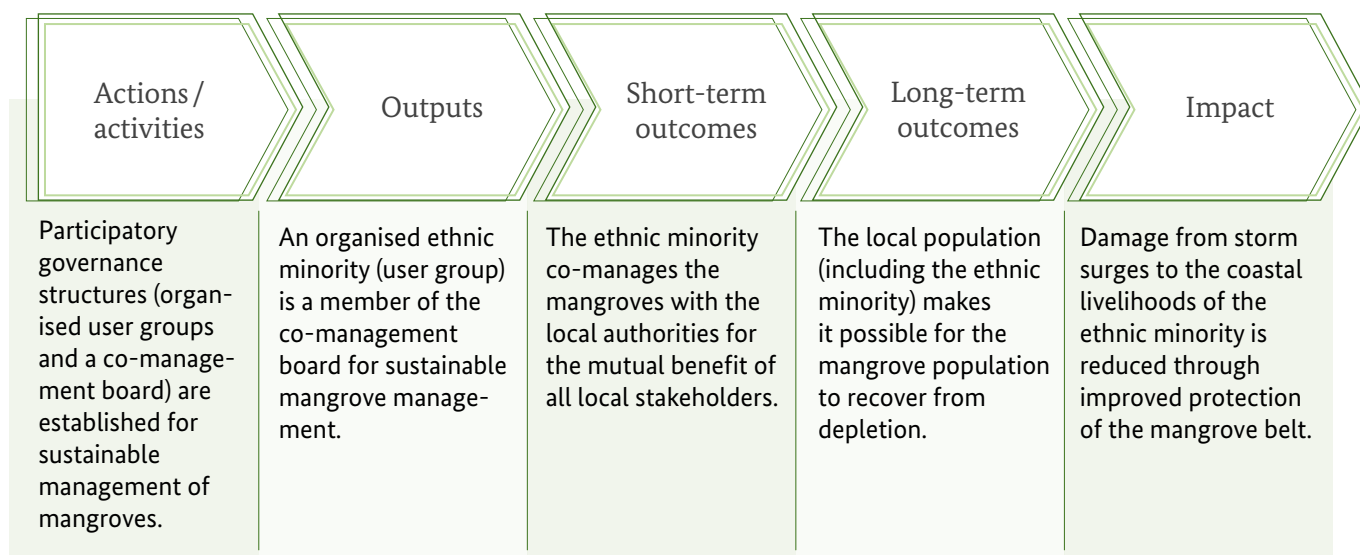 Actions /
activities
Outputs
Short-term
outcomes
Long-term
outcomes
Impact
Participatory
governance
structures (organ-
ised user groups
and a co-manage-
ment board) are
established for
sustainable
management of
mangroves.
An organised ethnic
minority (user group)
is a member of the
co-management
board for sustainable
mangrove manage-
ment.
The ethnic minority
co-manages the
mangroves with the
local authorities for
the mutual benefit of
all local stakeholders.
The local population
(including the ethnic
minority) makes
it possible for the
mangrove population
to recover from
depletion.
Damage from storm
surges to the coastal
livelihoods of the
ethnic minority is
reduced through
improved protection
of the mangrove belt.